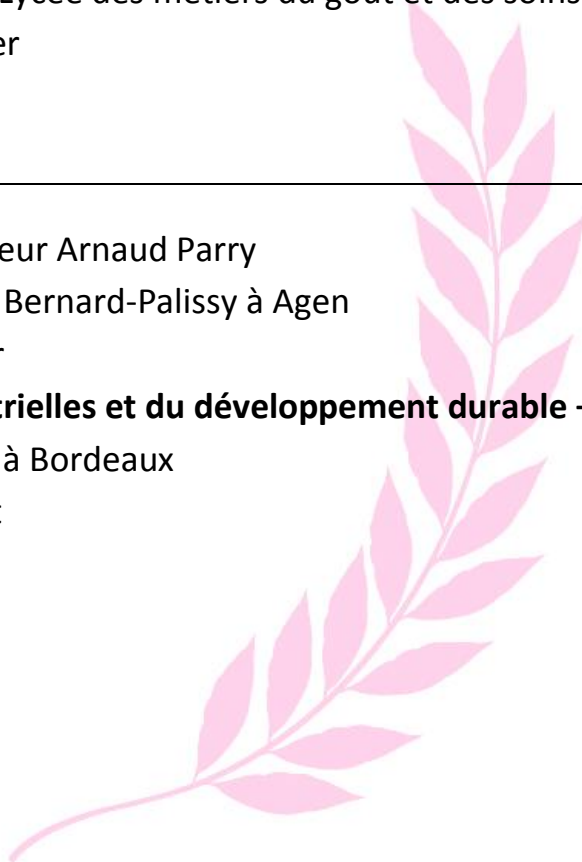 Lycée des métiers du goût et des soins
er
eur Arnaud Parry
Bernard-Palissy à Agen
trielles et du développement durable -
à Bordeaux